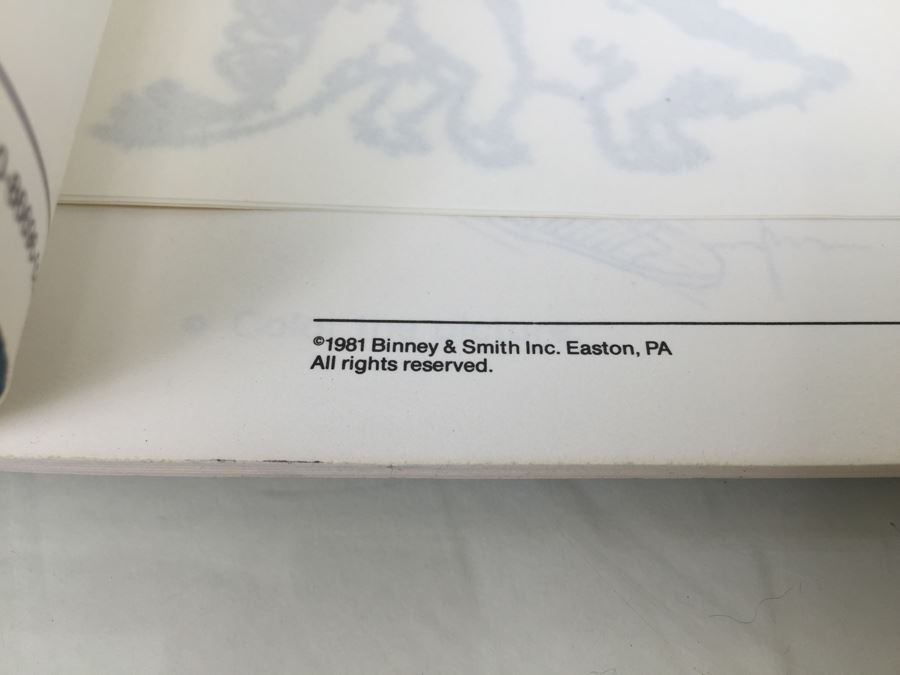 ©1981 Binney & Smith Inc. Easton, PA
All rights reserved.